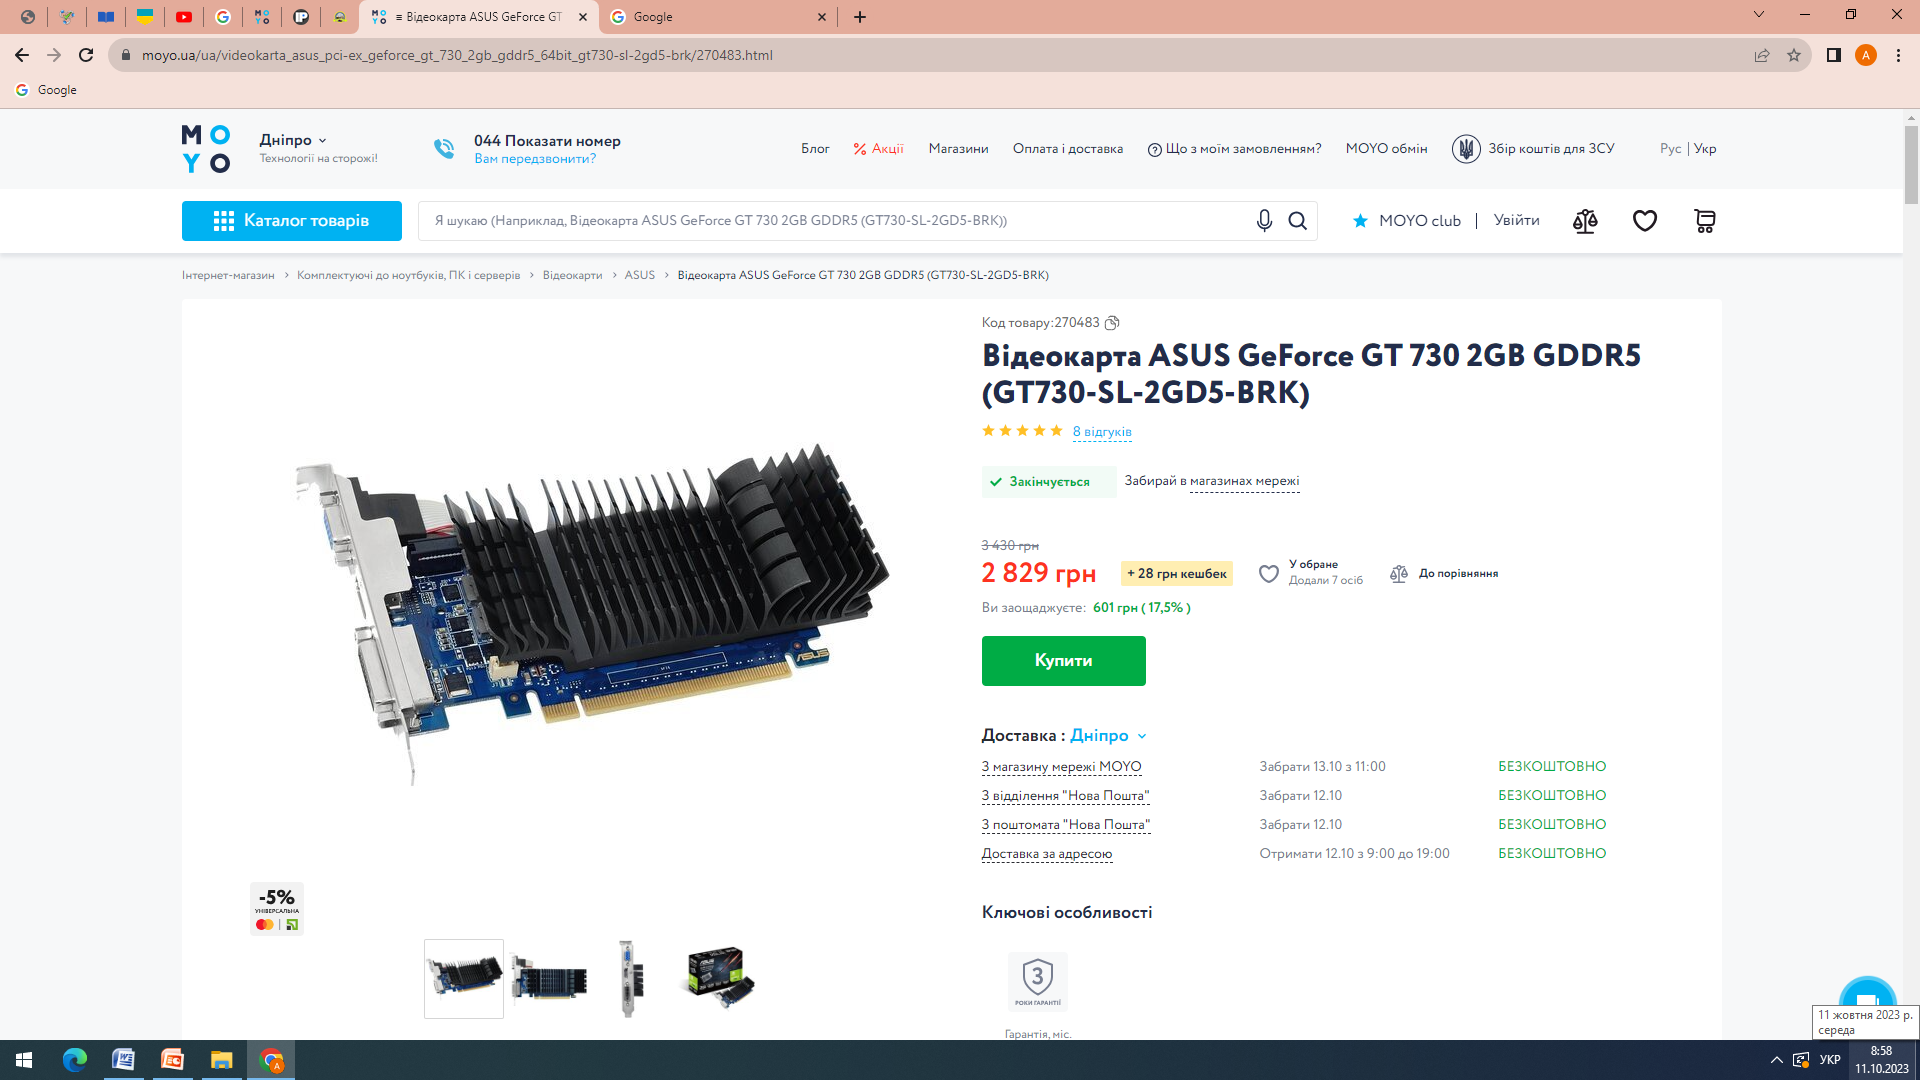 ≡ Відеокарта ASUS GeForce GT
Google
moyo.ua/ua/videokarta_asus_pci-ex_geforce_gt_730_2gb_gddr5_64bit_gt730-sl-2gd5-brk/270483.html
A
Google
MOYO
Дніпро
Технології на сторожі!
044 Показати номер
Вам передзвонити?
Блог
Акції
Магазини
Оплата і доставка
Що з моїм замовленням?
MOYO обмін
Збір коштів для ЗСУ
Рус | Укр
Каталог товарів
Я шукаю (Наприклад, Відеокарта ASUS GeForce GT 730 2GB GDDR5 (GT730-SL-2GD5-BRK))
MOYO club | Увійти
Інтернет-магазин > Комплектуючі до ноутбуків, ПК і серверів > Відеокарти > ASUS > Відеокарта ASUS GeForce GT 730 2GB GDDR5 (GT730-SL-2GD5-BRK)
Код товару:270483
Відеокарта ASUS GeForce GT 730 2GB GDDR5
(GT730-SL-2GD5-BRK)
8 відгуків
Закінчується
Забирай в магазинах мережі
3 430 грн
2 829 грн
+ 28 грн кешбек
У обране
Додали 7 осіб
До порівняння
Ви заощаджуєте: 601 грн ( 17,5% )
Купити
Доставка : Дніпро
З магазину мережі MOYO Забрати 13.10 з 11:00 БЕЗКОШТОВНО
З відділення "Нова Пошта" Забрати 12.10 БЕЗКОШТОВНО
З поштомата "Нова Пошта" Забрати 12.10 БЕЗКОШТОВНО
Доставка за адресою Отримати 12.10 з 9:00 до 19:00 БЕЗКОШТОВНО
ASUS
-5%
УНІВЕРСАЛЬНА
Ключові особливості
3
РОКИ ГАРАНТІЇ
Гарантія, міс.
11 жовтня 2023 р.
середа
УКР
8:58
11.10.2023